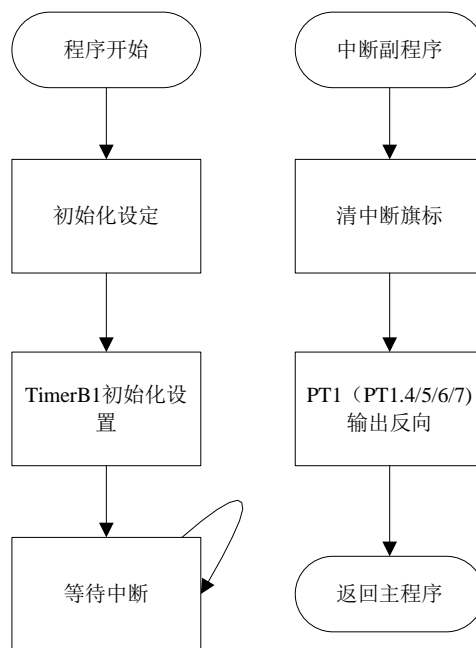 程序开始
初始化设定
TimerB1初始化设
置
等待中断
中断副程序
清中断旗标
PT1（PT1.4/5/6/7)
输出反向
返回主程序